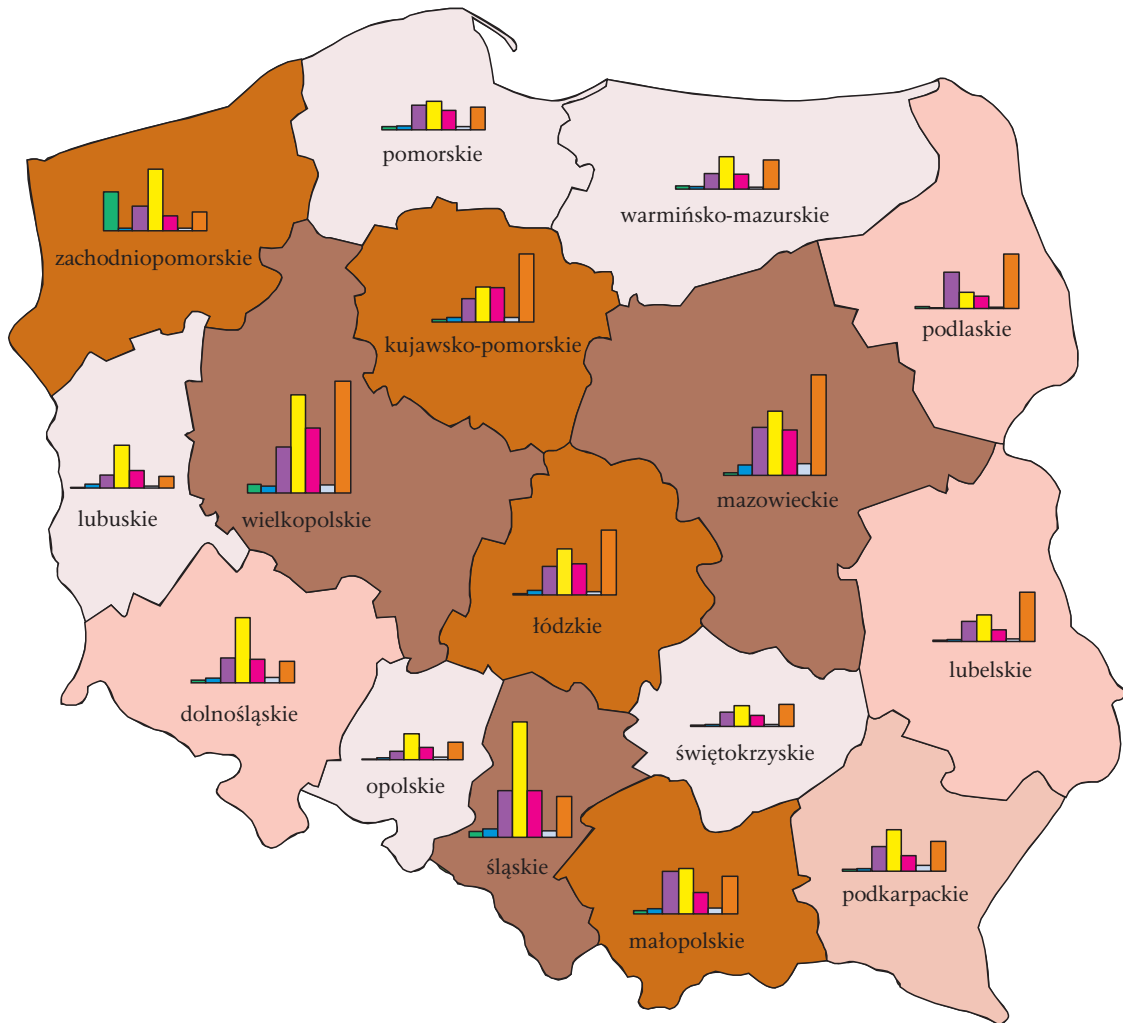 pomorskie
warmińsko-mazurskie
zachodniopomorskie
podlaskie
kujawsko-pomorskie
mazowieckie
lubuskie
wielkopolskie
łódzkie
lubelskie
dolnośląskie
świętokrzyskie
opolskie
śląskie
podkarpackie
małopolskie